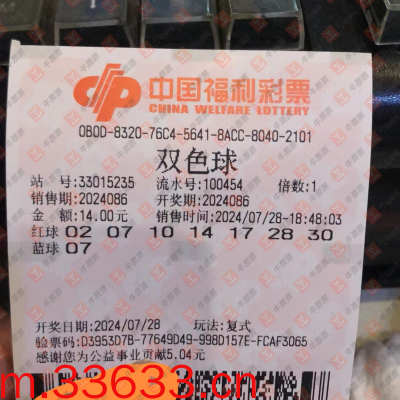 中国福利彩票
CHINA WELFARE LOTTERY
0B0D-8320-76C4-5641-8ACC-8040-2101
双色球
站 号:33015235 流水号:100454 倍数:1
销售期:2024086 开奖期:2024086
金 额:14.00元 销售时间:2024/07/28-18:48:03
红球 02 07 10 14 17 28 30
蓝球 07
开奖日期:2024/07/28 玩法:复式
验票码:D3953D7B-77649D49-998D157E-FCAF3065
感谢您为公益事业贡献5.04元
m.33633.cn